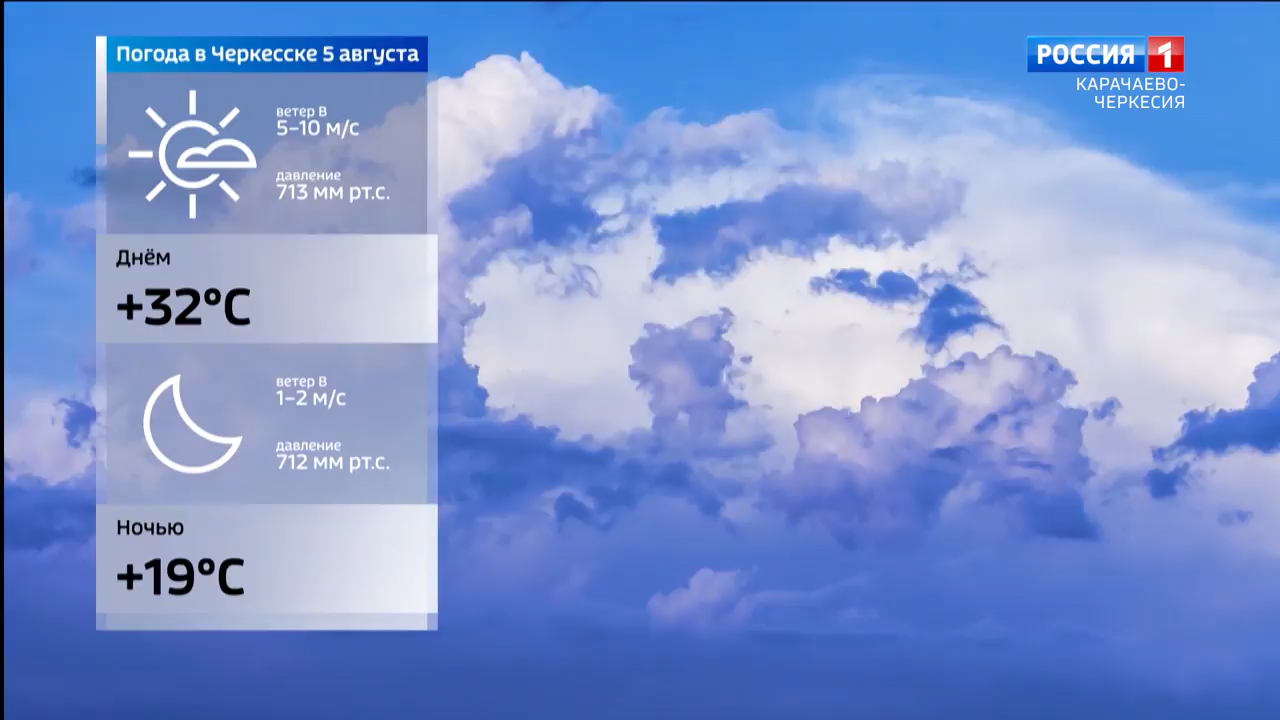 Погода в Черкесске 5 августа
ветер В
5–10 м/с
давление
713 мм рт.с.
Днём
+32°C
ветер В
1–2 м/с
давление
712 мм рт.с.
Ночью
+19°C
РОССИЯ 1
КАРАЧАЕВО-
ЧЕРКЕСИЯ